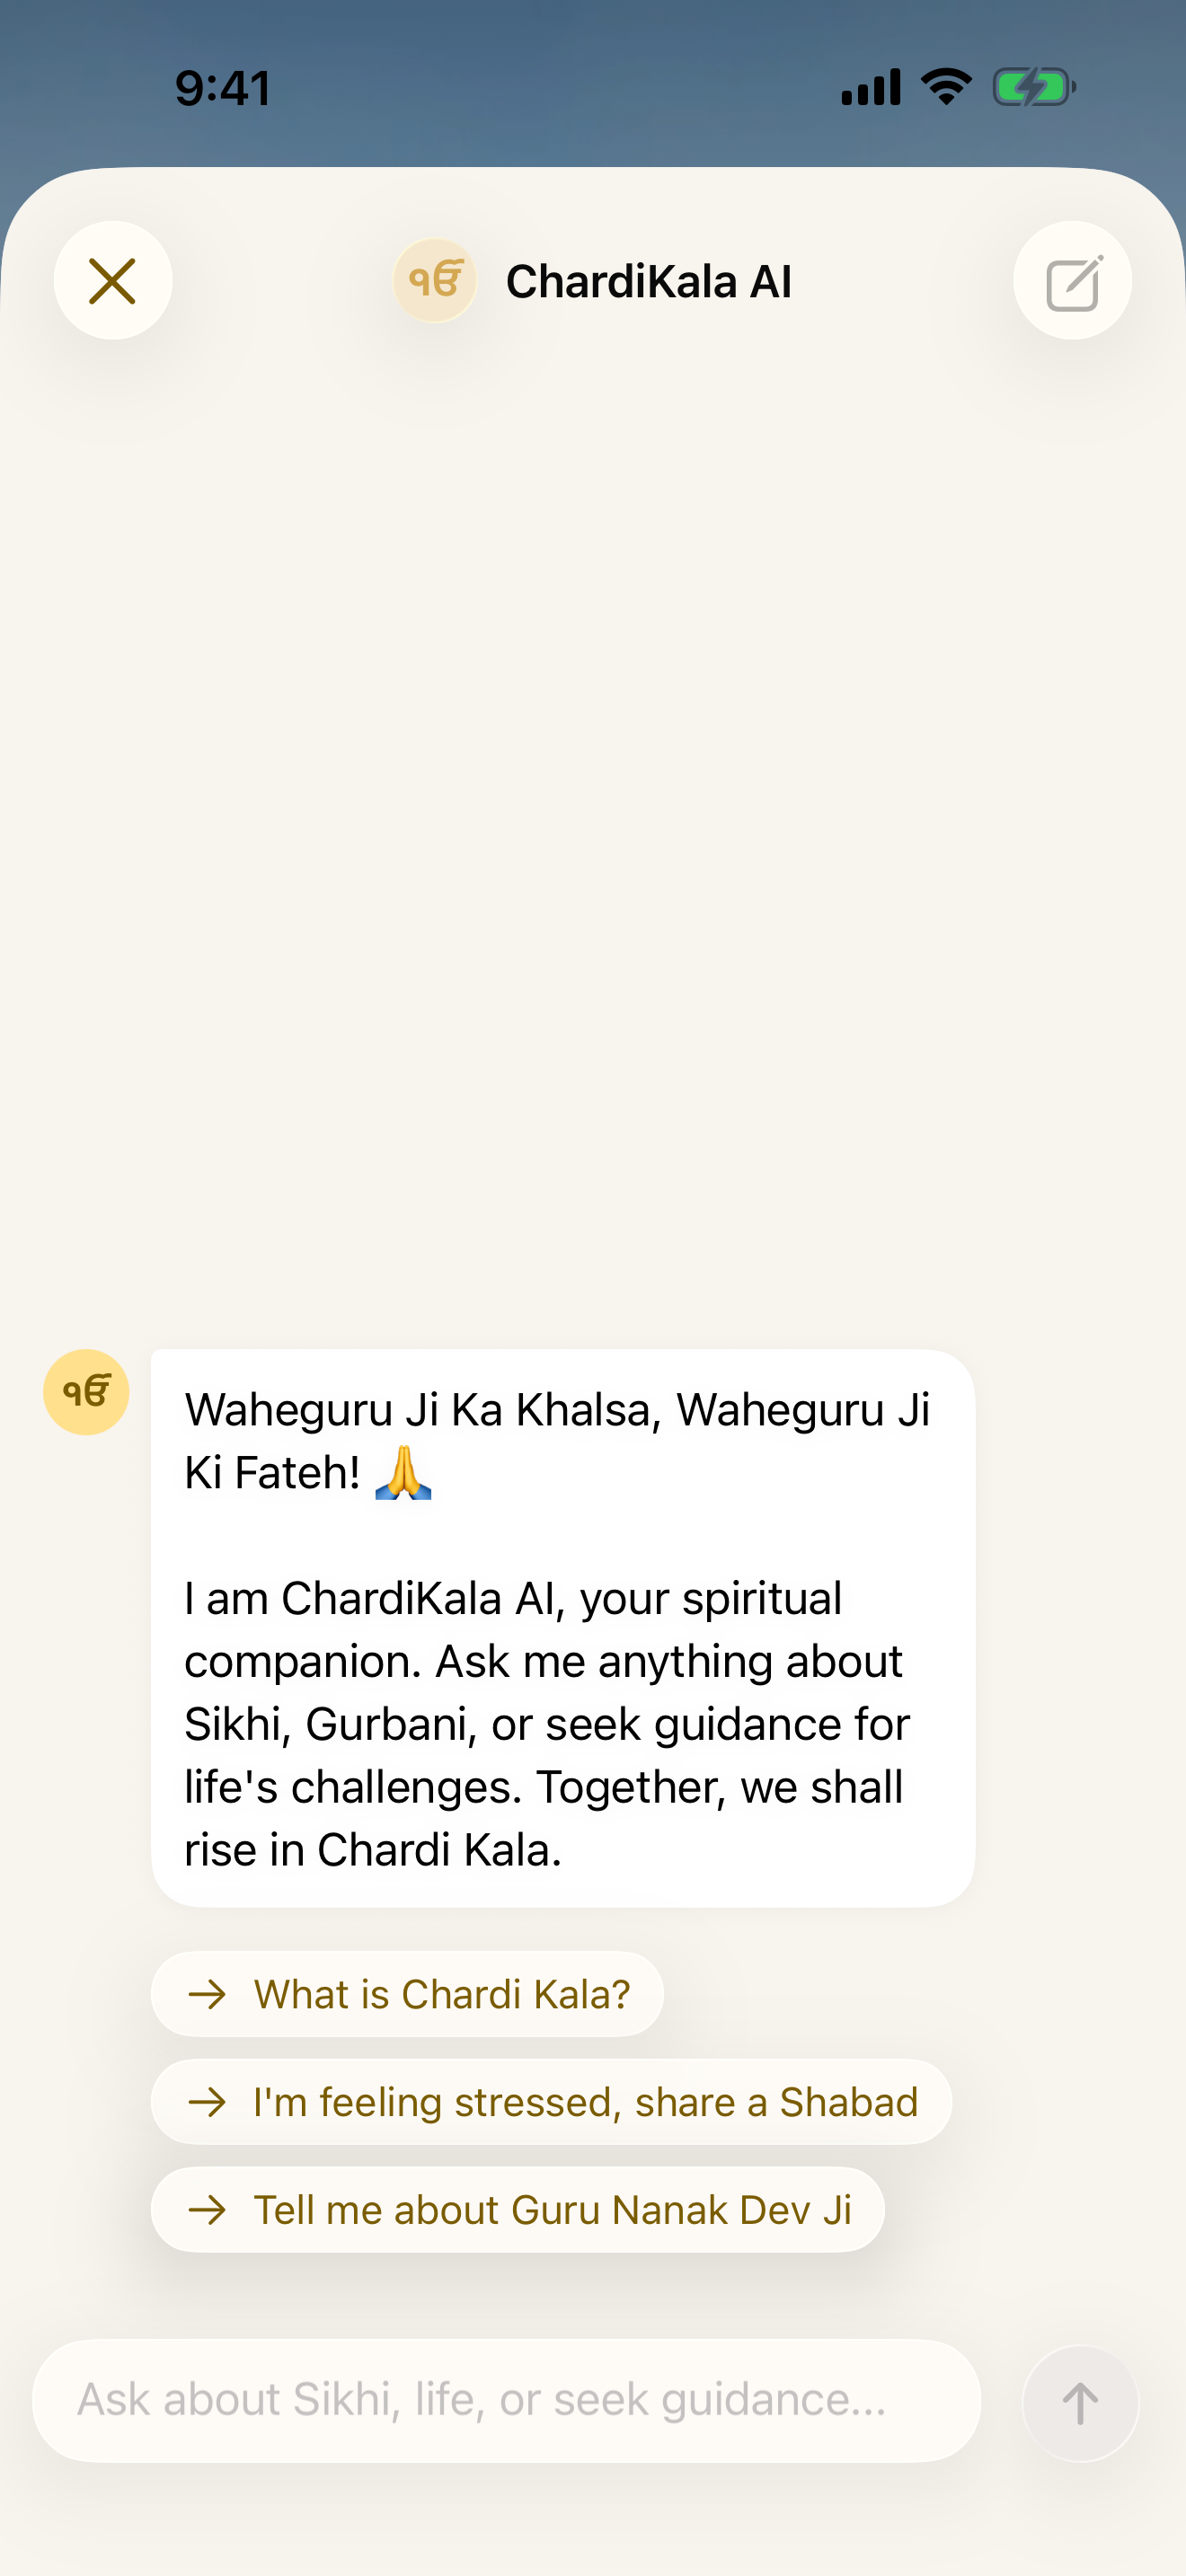 9:41
ੴ ChardiKala AI
ੴ
Waheguru Ji Ka Khalsa, Waheguru Ji
Ki Fateh! 🙏
I am ChardiKala AI, your spiritual
companion. Ask me anything about
Sikhi, Gurbani, or seek guidance for
life's challenges. Together, we shall
rise in Chardi Kala.
→ What is Chardi Kala?
→ I'm feeling stressed, share a Shabad
→ Tell me about Guru Nanak Dev Ji
Ask about Sikhi, life, or seek guidance...